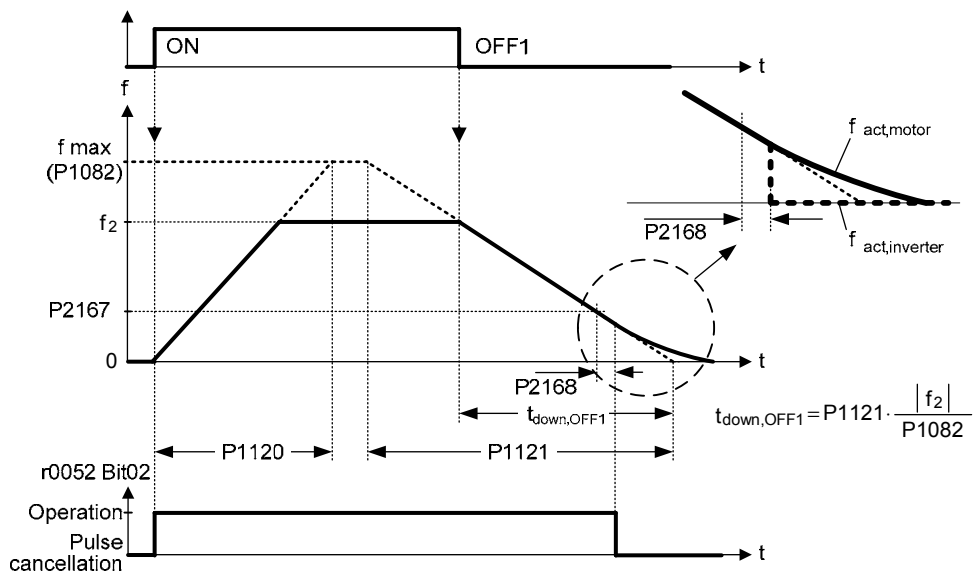 ON
OFF1
t
f
f max
(P1082)
f act,motor
f2
P2168
f act,inverter
P2167
0
t
P2168
tdown,OFF1
tdown,OFF1 = P1121 · |f2| / P1082
P1120
P1121
r0052 Bit02
Operation
Pulse
cancellation
t